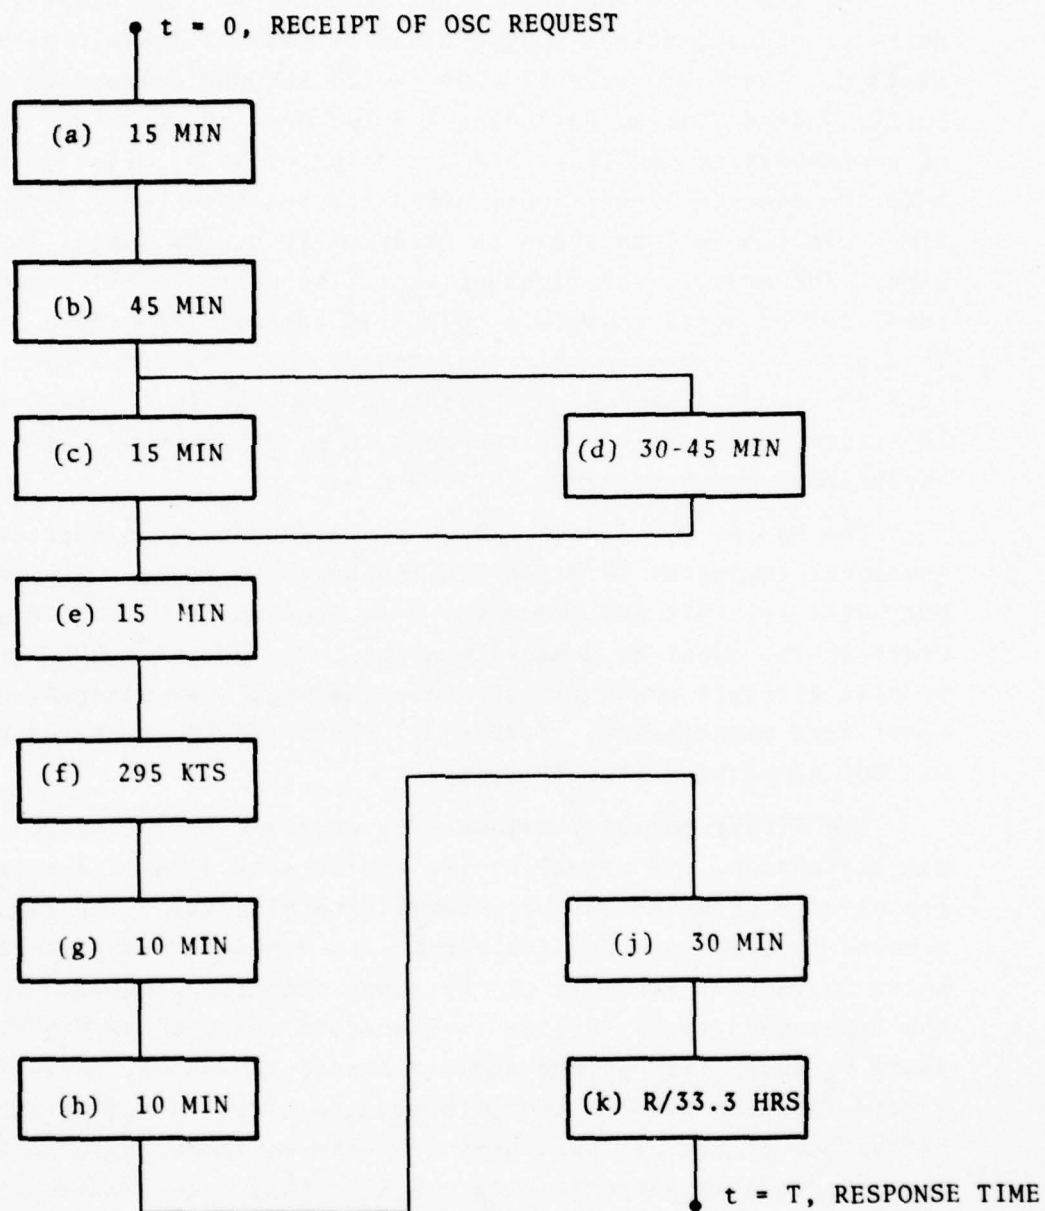 t = 0, RECEIPT OF OSC REQUEST
(a) 15 MIN
(b) 45 MIN
(c) 15 MIN
(d) 30-45 MIN
(e) 15 MIN
(f) 295 KTS
(g) 10 MIN
(h) 10 MIN
(j) 30 MIN
(k) R/33.3 HRS
t = T, RESPONSE TIME